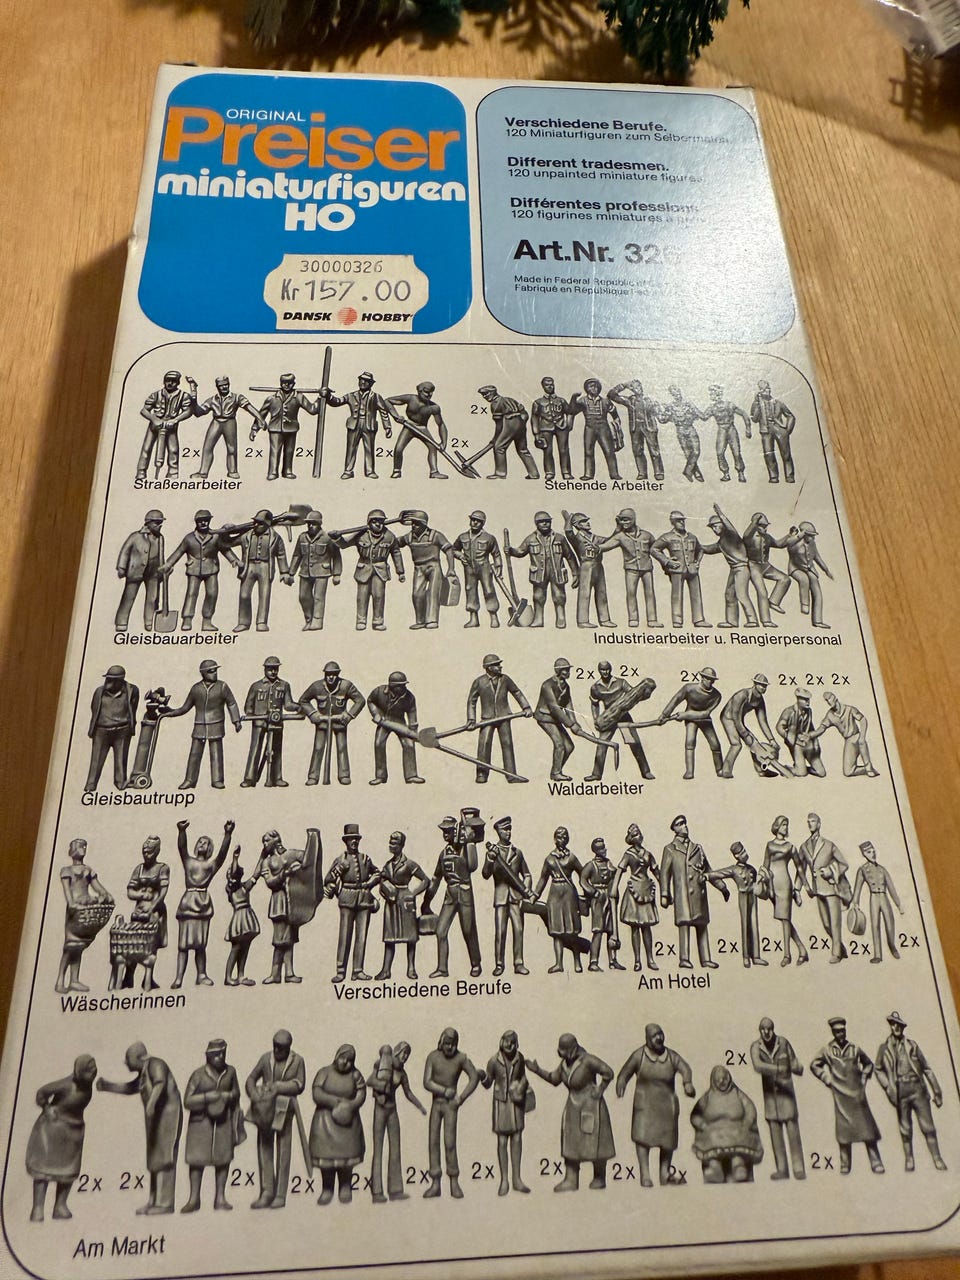 ORIGINAL
Preiser
miniaturfiguren
HO
30000326
Kr 157.00
DANSK HOBBY
Verschiedene Berufe.
120 Miniaturfiguren zum Selbermalen.
Different tradesmen.
120 unpainted miniature figures.
Différentes professions
120 figurines miniatures à
Art.Nr. 326
Made in Federal Republic of
Fabriqué en République
2x 2x 2x 2x 2x 2x
Straßenarbeiter
Stehende Arbeiter
Gleisbauarbeiter
Industriearbeiter u. Rangierpersonal
2x 2x 2x 2x 2x 2x
Gleisbautrupp
Waldarbeiter
2x 2x 2x 2x 2x 2x
Wäscherinnen
Verschiedene Berufe
Am Hotel
2x
2x 2x 2x 2x 2x 2x 2x 2x 2x 2x 2x
Am Markt